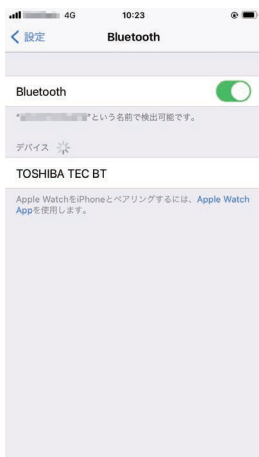 4G 10:23
設定 Bluetooth
Bluetooth
"という名前で検出可能です。
デバイス
TOSHIBA TEC BT
Apple WatchをiPhoneとペアリングするには、Apple Watch
Appを使用します。